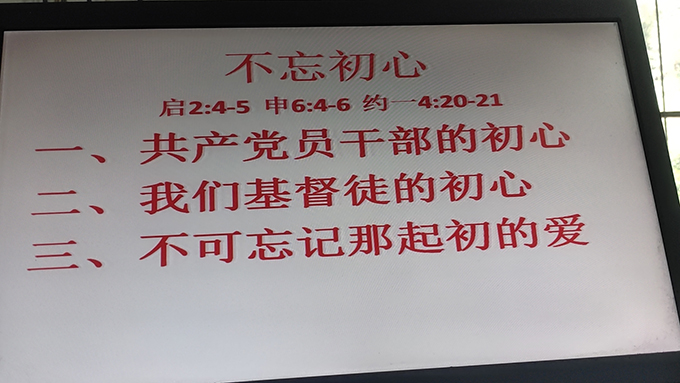 不忘初心
启2:4-5 申6:4-6 约一4:20-21
一、共产党员干部的初心
二、我们基督徒的初心
三、不可忘记那起初的爱